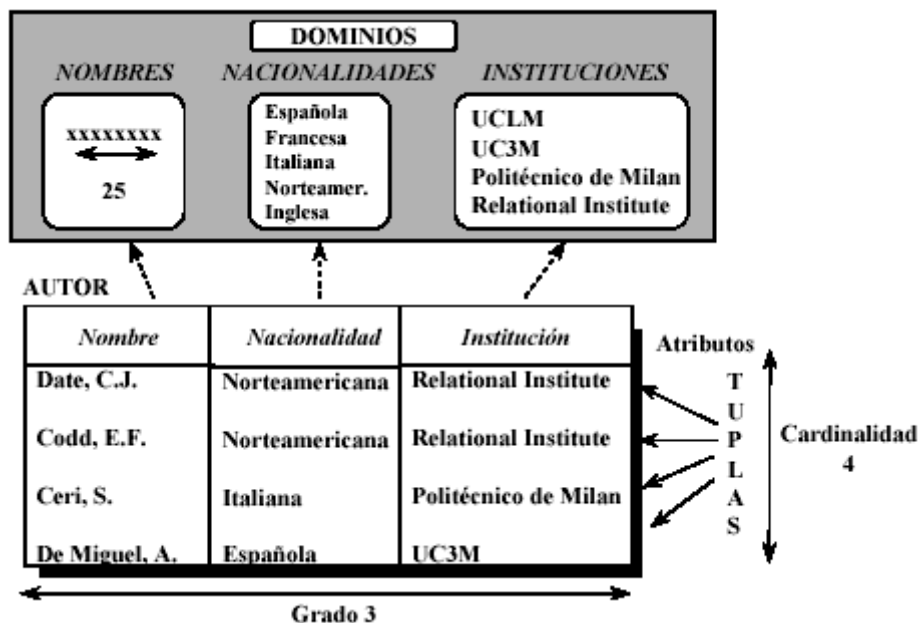 DOMINIOS
NOMBRES NACIONALIDADES INSTITUCIONES
xxxxxxxx
25
Española
Francesa
Italiana
Norteamer.
Inglesa
UCLM
UC3M
Politécnico de Milan
Relational Institute
AUTOR
Nombre Nacionalidad Institución
Date, C.J. Norteamericana Relational Institute
Codd, E.F. Norteamericana Relational Institute
Ceri, S. Italiana Politécnico de Milan
De Miguel, A. Española UC3M
Atributos
TUPLAS
Cardinalidad
4
Grado 3